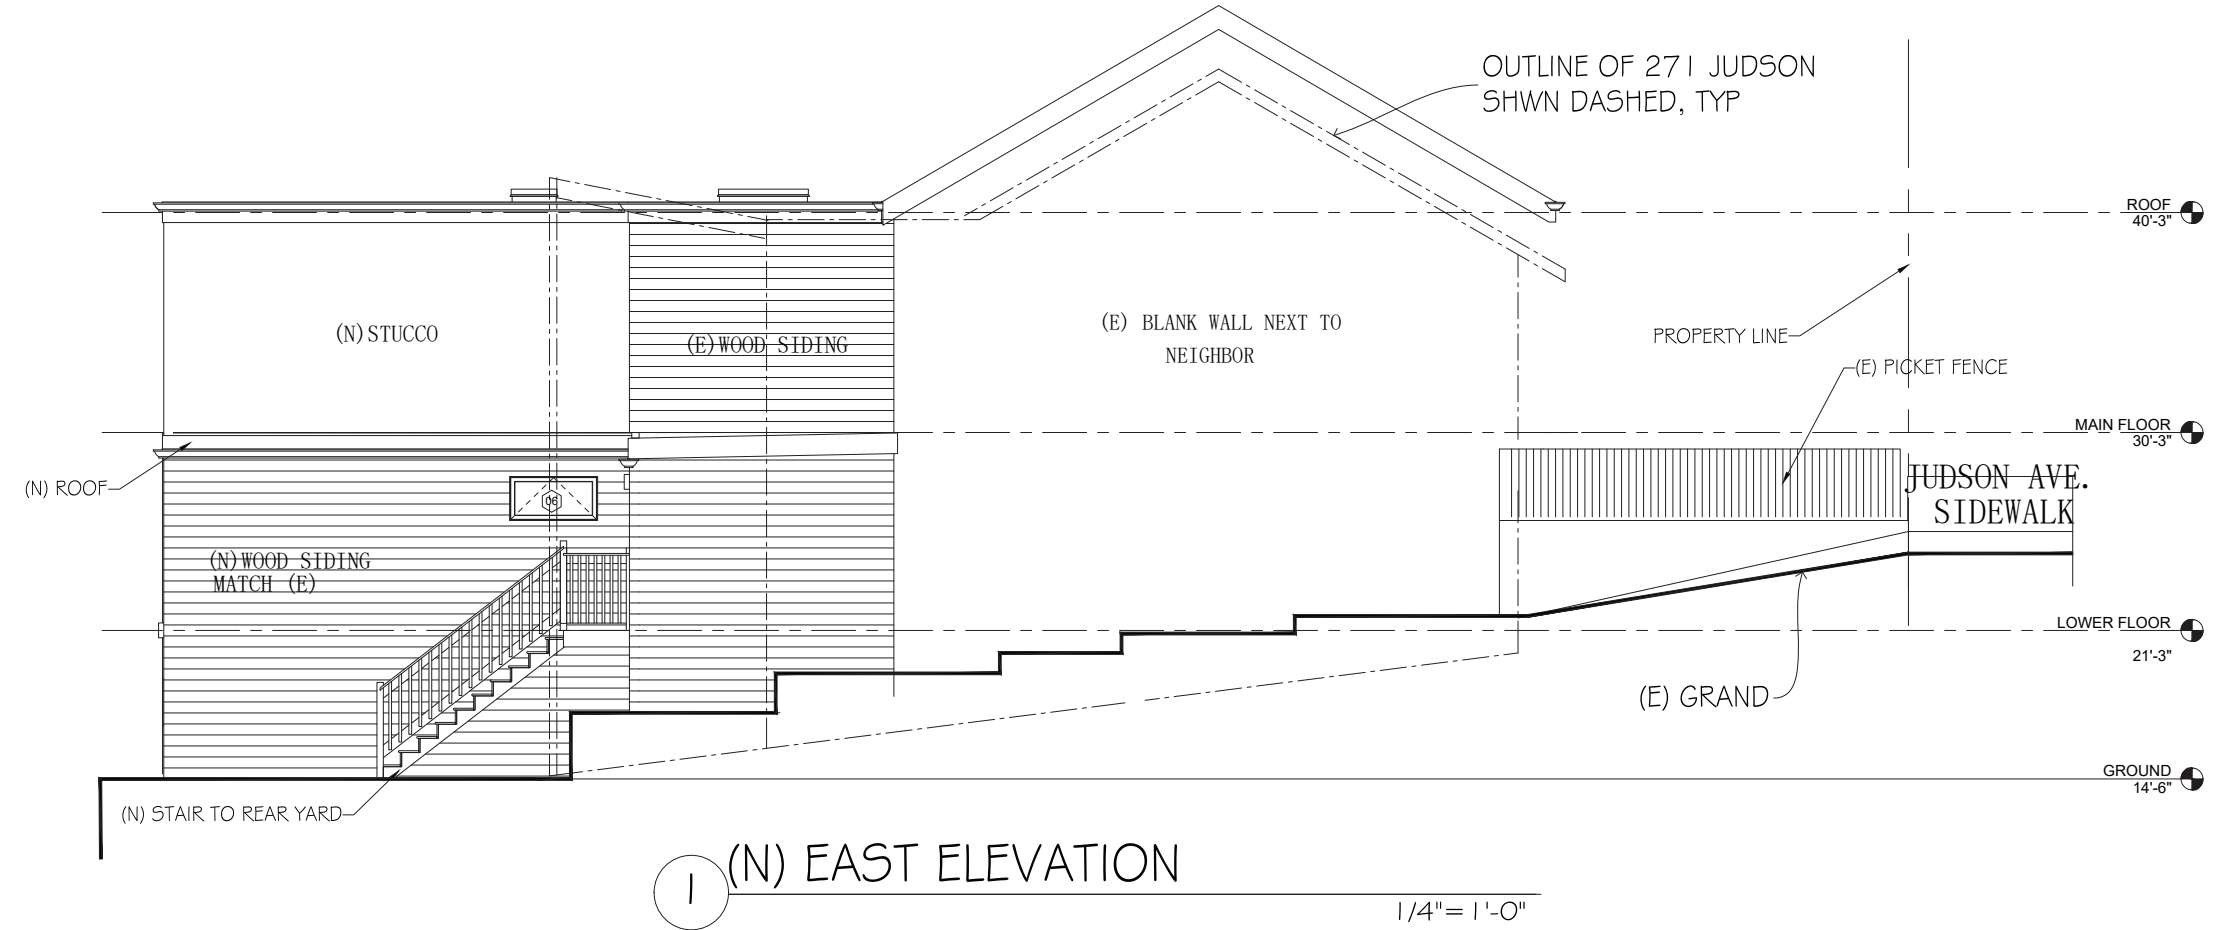 OUTLINE OF 271 JUDSON
SHWN DASHED, TYP
ROOF
40'-3"
(N)STUCCO
(E)WOOD SIDING
(E) BLANK WALL NEXT TO
NEIGHBOR
PROPERTY LINE
(E) PICKET FENCE
MAIN FLOOR
30'-3"
(N) ROOF
06
JUDSON AVE.
SIDEWALK
(N)WOOD SIDING
MATCH (E)
LOWER FLOOR
21'-3"
(E) GRAND
GROUND
14'-6"
(N) STAIR TO REAR YARD
1
(N) EAST ELEVATION
1/4"= 1'-0"